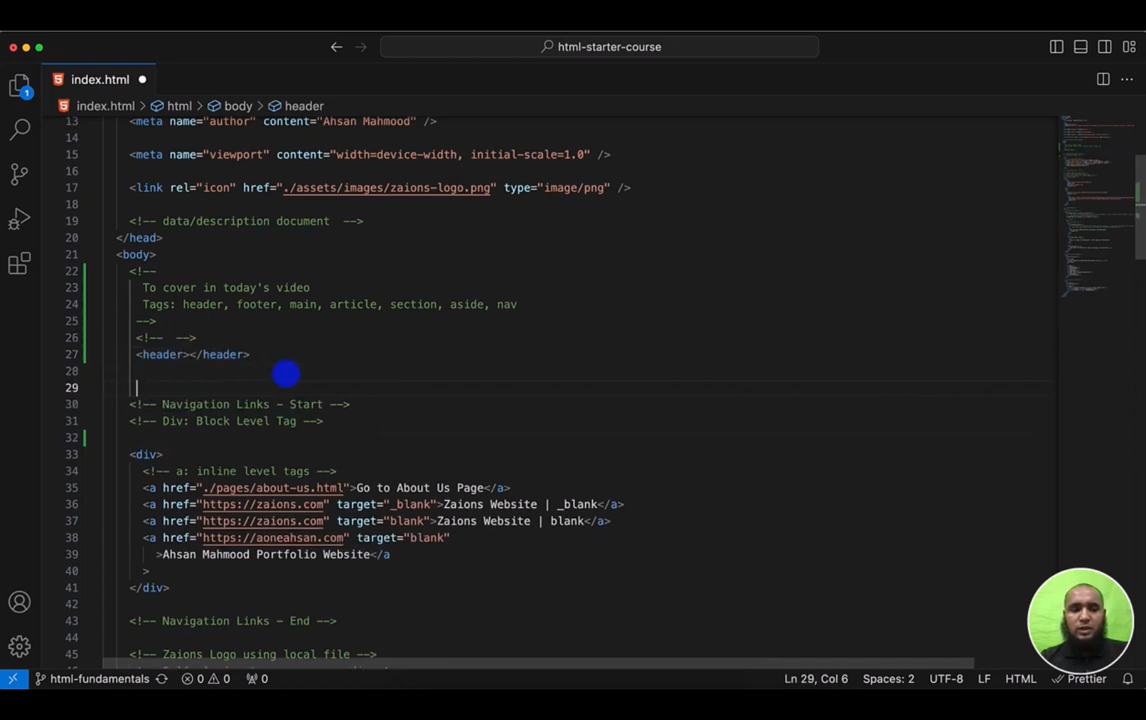 html-starter-course
index.html
index.html > html > body > header
13 <meta name="author" content="Ahsan Mahmood" />
14
15 <meta name="viewport" content="width=device-width, initial-scale=1.0" />
16
17 <link rel="icon" href="./assets/images/zaions-logo.png" type="image/png" />
18
19 <!-- data/description document  -->
20 </head>
21 <body>
22 <!--
23 To cover in today's video
24 Tags: header, footer, main, article, section, aside, nav
25 -->
26 <!--  -->
27 <header></header>
28
29
30 <!-- Navigation Links - Start -->
31 <!-- Div: Block Level Tag -->
32
33 <div>
34 <!-- a: inline level tags -->
35 <a href="./pages/about-us.html">Go to About Us Page</a>
36 <a href="https://zaions.com" target="_blank">Zaions Website | _blank</a>
37 <a href="https://zaions.com" target="blank">Zaions Website | blank</a>
38 <a href="https://aoneahsan.com" target="blank"
39 >Ahsan Mahmood Portfolio Website</a
40 >
41 </div>
42
43 <!-- Navigation Links - End -->
44
45 <!-- Zaions Logo using local file -->
1
html-fundamentals 0 0 0 Ln 29, Col 6 Spaces: 2 UTF-8 LF HTML Prettier